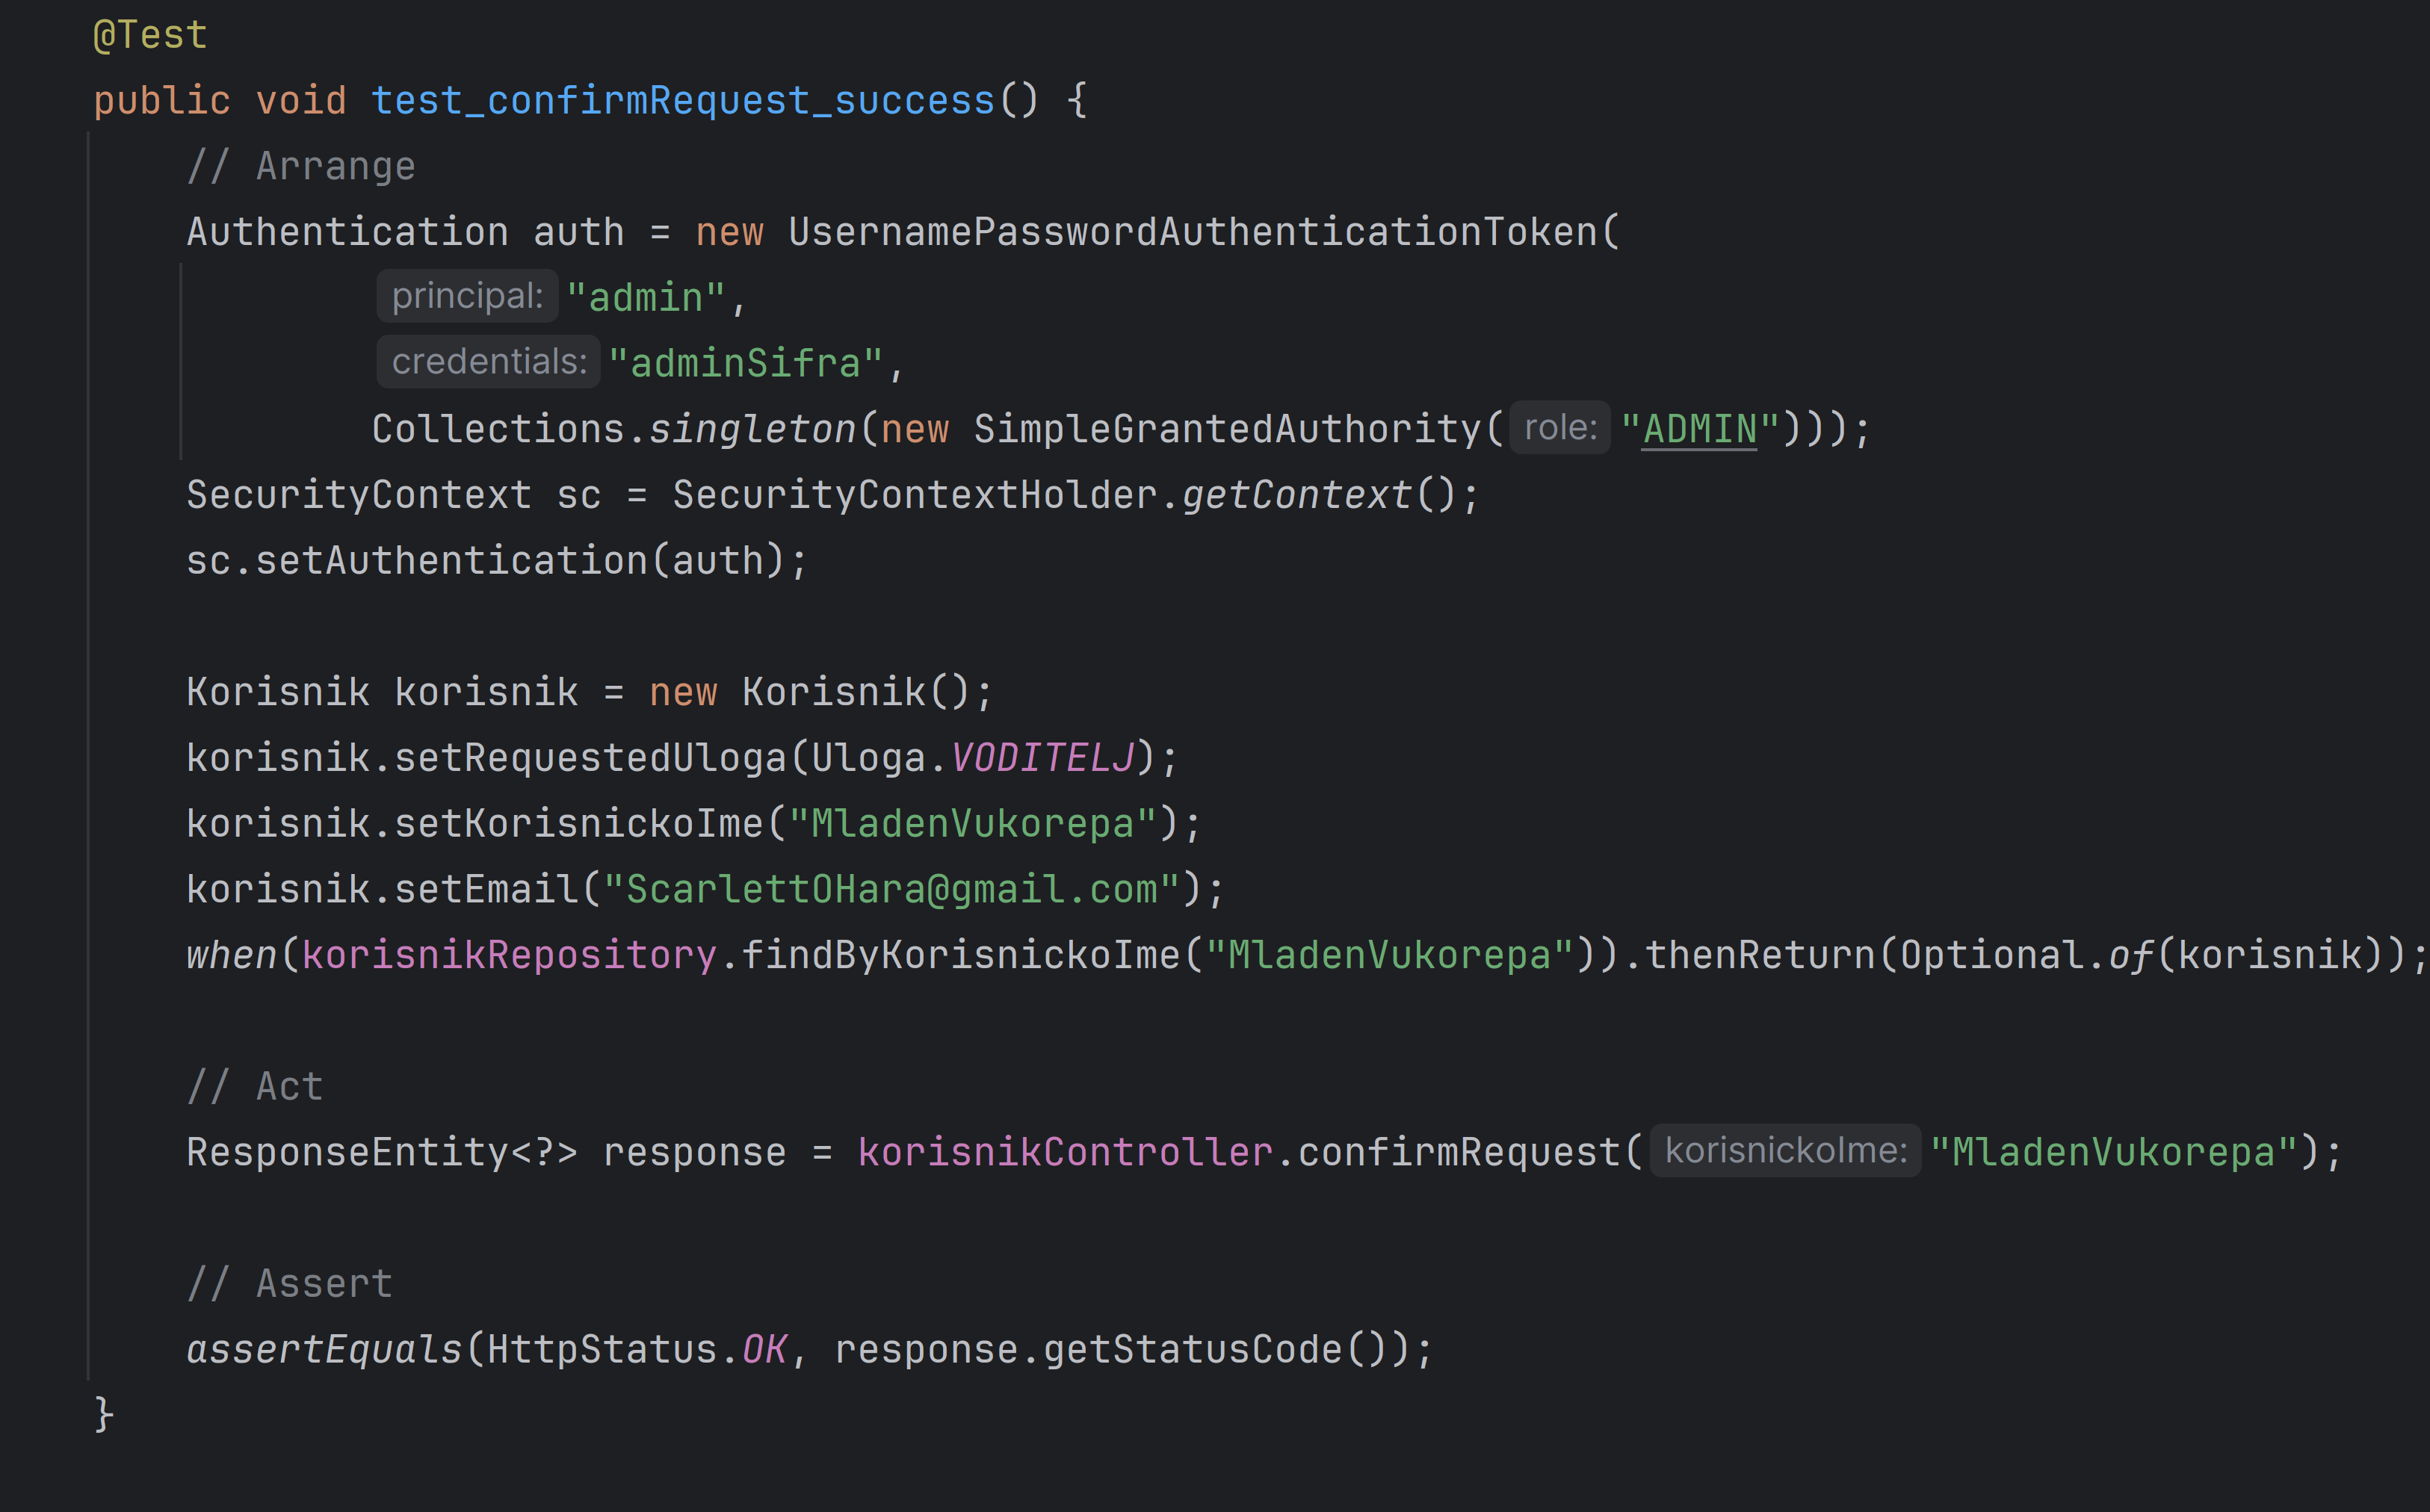 @Test
public void test_confirmRequest_success() {
// Arrange
Authentication auth = new UsernamePasswordAuthenticationToken(
principal: "admin",
credentials: "adminSifra",
Collections.singleton(new SimpleGrantedAuthority( role: "ADMIN")));
SecurityContext sc = SecurityContextHolder.getContext();
sc.setAuthentication(auth);
Korisnik korisnik = new Korisnik();
korisnik.setRequestedUloga(Uloga.VODITELJ);
korisnik.setKorisnickoIme("MladenVukorepa");
korisnik.setEmail("ScarlettOHara@gmail.com");
when(korisnikRepository.findByKorisnickoIme("MladenVukorepa")).thenReturn(Optional.of(korisnik));
// Act
ResponseEntity<?> response = korisnikController.confirmRequest( korisnickoIme: "MladenVukorepa");
// Assert
assertEquals(HttpStatus.OK, response.getStatusCode());
}